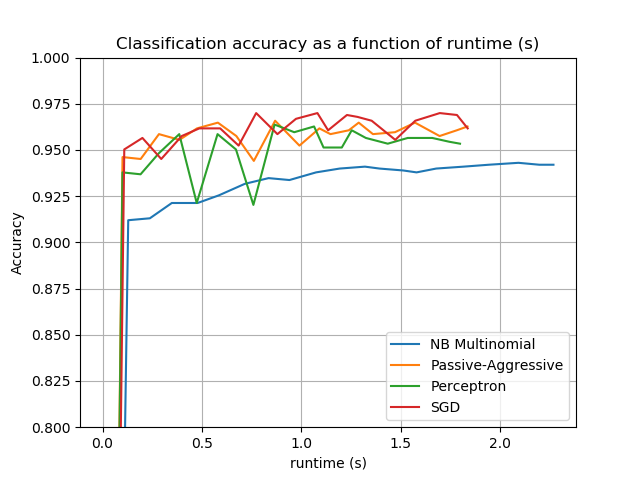 Classification accuracy as a function of runtime (s)
1.000
0.975
0.950
0.925
0.900
0.875
0.850
0.825
0.800
Accuracy
NB Multinomial
Passive-Aggressive
Perceptron
SGD
0.0 0.5 1.0 1.5 2.0
runtime (s)